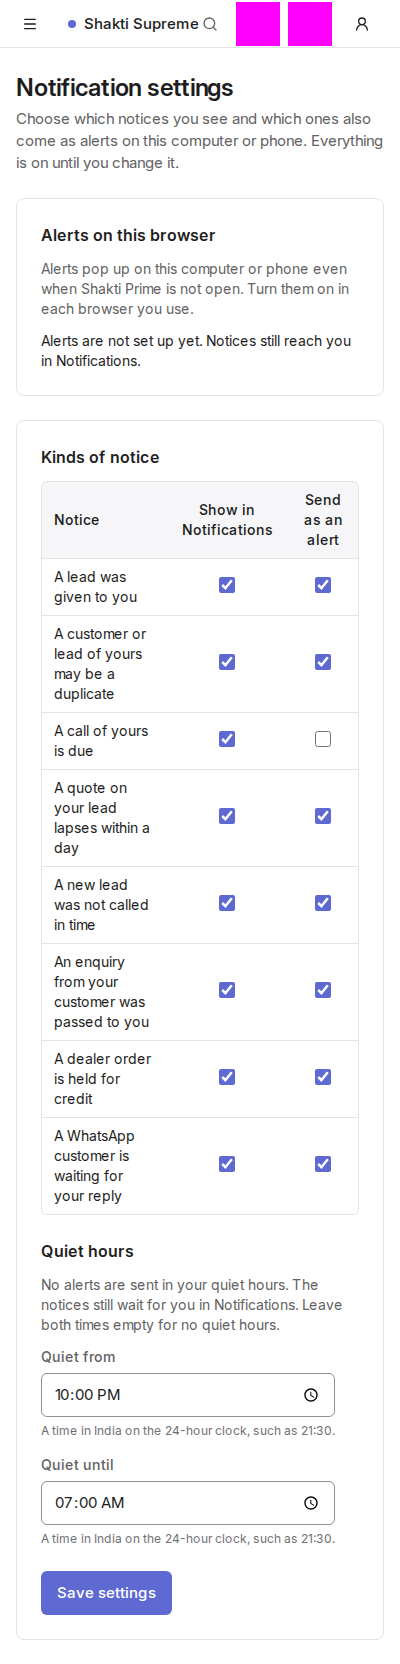 Shakti Supreme
Notification settings
Choose which notices you see and which ones also
come as alerts on this computer or phone. Everything
is on until you change it.
Alerts on this browser
Alerts pop up on this computer or phone even
when Shakti Prime is not open. Turn them on in
each browser you use.
Alerts are not set up yet. Notices still reach you
in Notifications.
Kinds of notice
Notice
Show in
Notifications
Send
as an
alert
A lead was
given to you
A customer or
lead of yours
may be a
duplicate
A call of yours
is due
A quote on
your lead
lapses within a
day
A new lead
was not called
in time
An enquiry
from your
customer was
passed to you
A dealer order
is held for
credit
A WhatsApp
customer is
waiting for
your reply
Quiet hours
No alerts are sent in your quiet hours. The
notices still wait for you in Notifications. Leave
both times empty for no quiet hours.
Quiet from
10:00 PM
A time in India on the 24-hour clock, such as 21:30.
Quiet until
07:00 AM
A time in India on the 24-hour clock, such as 21:30.
Save settings